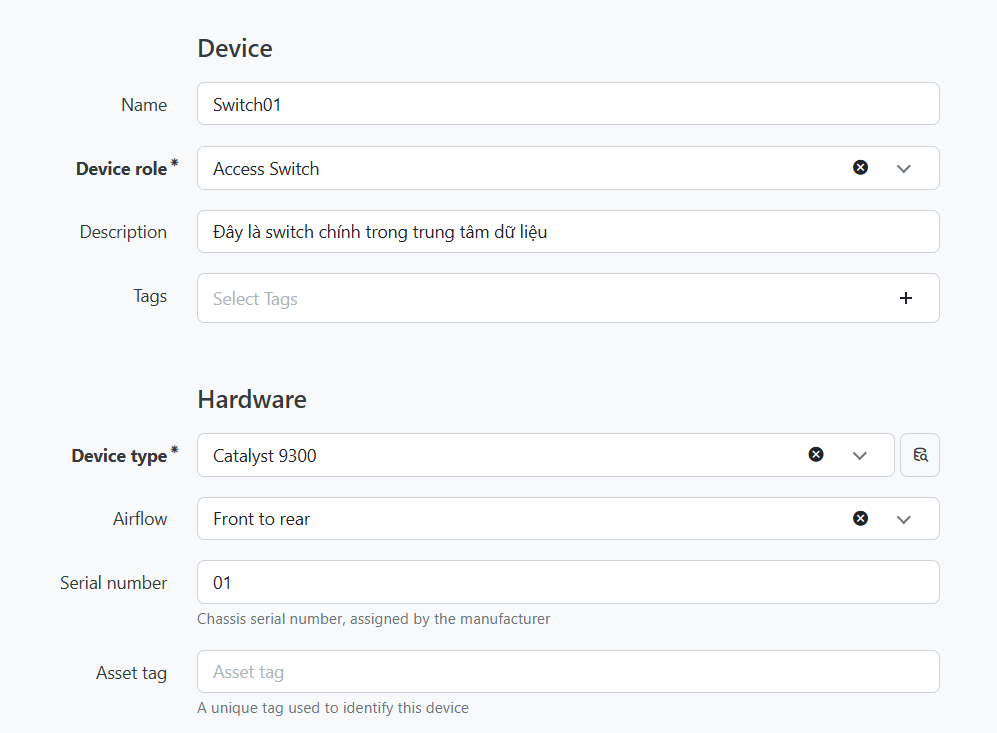 Device
Name
Switch01
Device role*
Access Switch
Description
Đây là switch chính trong trung tâm dữ liệu
Tags
Select Tags
Hardware
Device type*
Catalyst 9300
Airflow
Front to rear
Serial number
01
Chassis serial number, assigned by the manufacturer
Asset tag
Asset tag
A unique tag used to identify this device